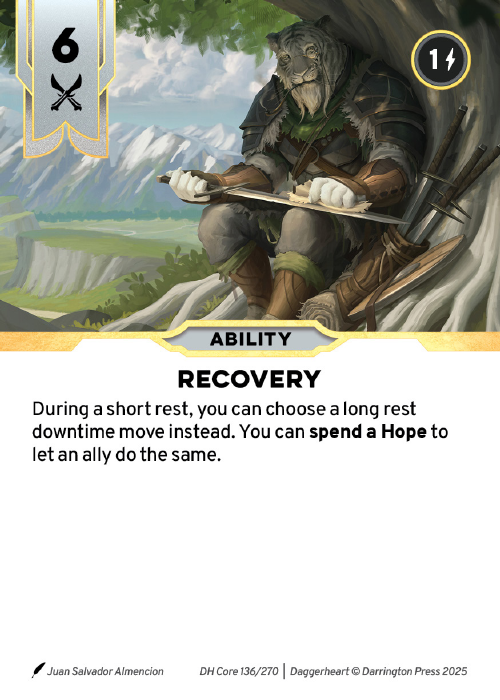 6
1
ABILITY
RECOVERY
During a short rest, you can choose a long rest
downtime move instead. You can spend a Hope to
let an ally do the same.
Juan Salvador Almencion DH Core 136/270 | Daggerheart © Darrington Press 2025